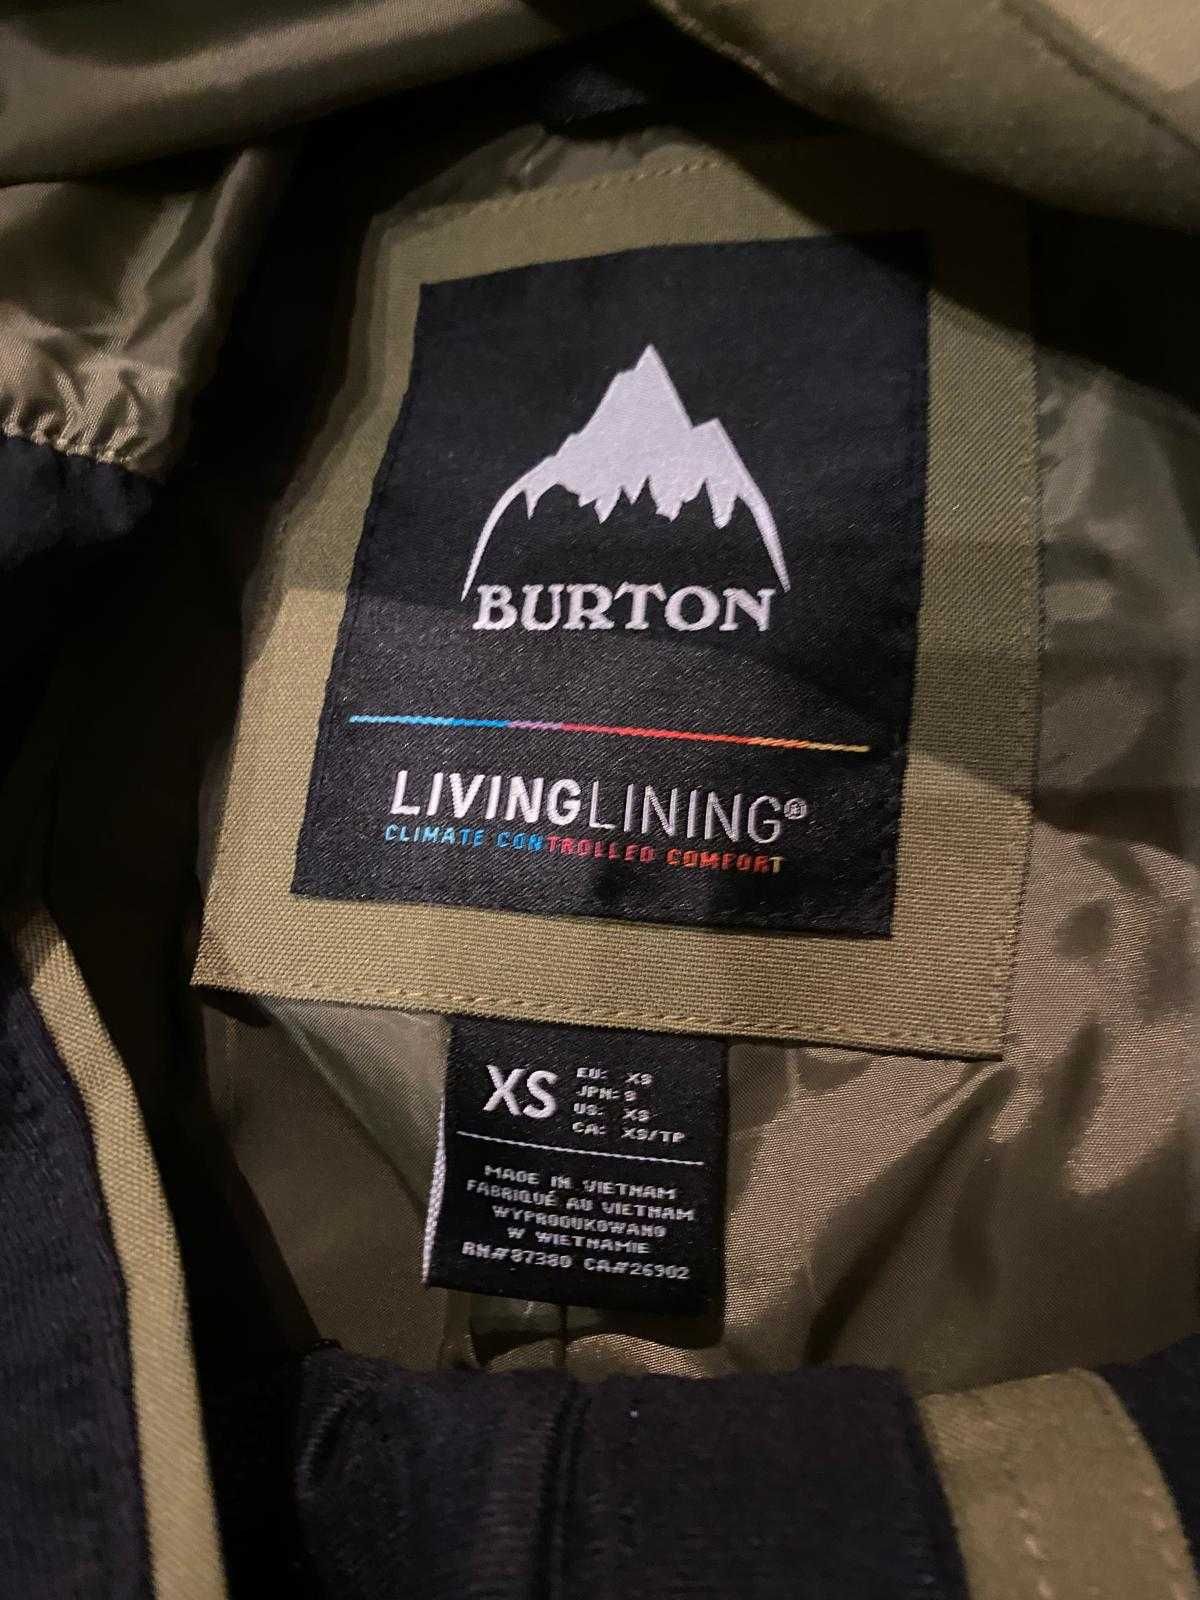 BURTON
LIVINGLINING®
CLIMATE CONTROLLED COMFORT
XS
EU: XS
JPN: S
US: XS
CA: XS/TP
MADE IN VIETNAM
FABRIQUÉ AU VIETNAM
WYPRODUKOWANO
W WIETNAMIE
RN#87380 CA#26902